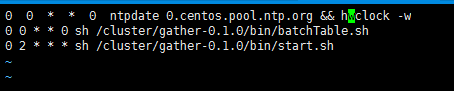 0  0  *  *  0  ntpdate 0.centos.pool.ntp.org && hwclock -w
0 0 * * 0 sh /cluster/gather-0.1.0/bin/batchTable.sh
0 2 * * * sh /cluster/gather-0.1.0/bin/start.sh
~
~